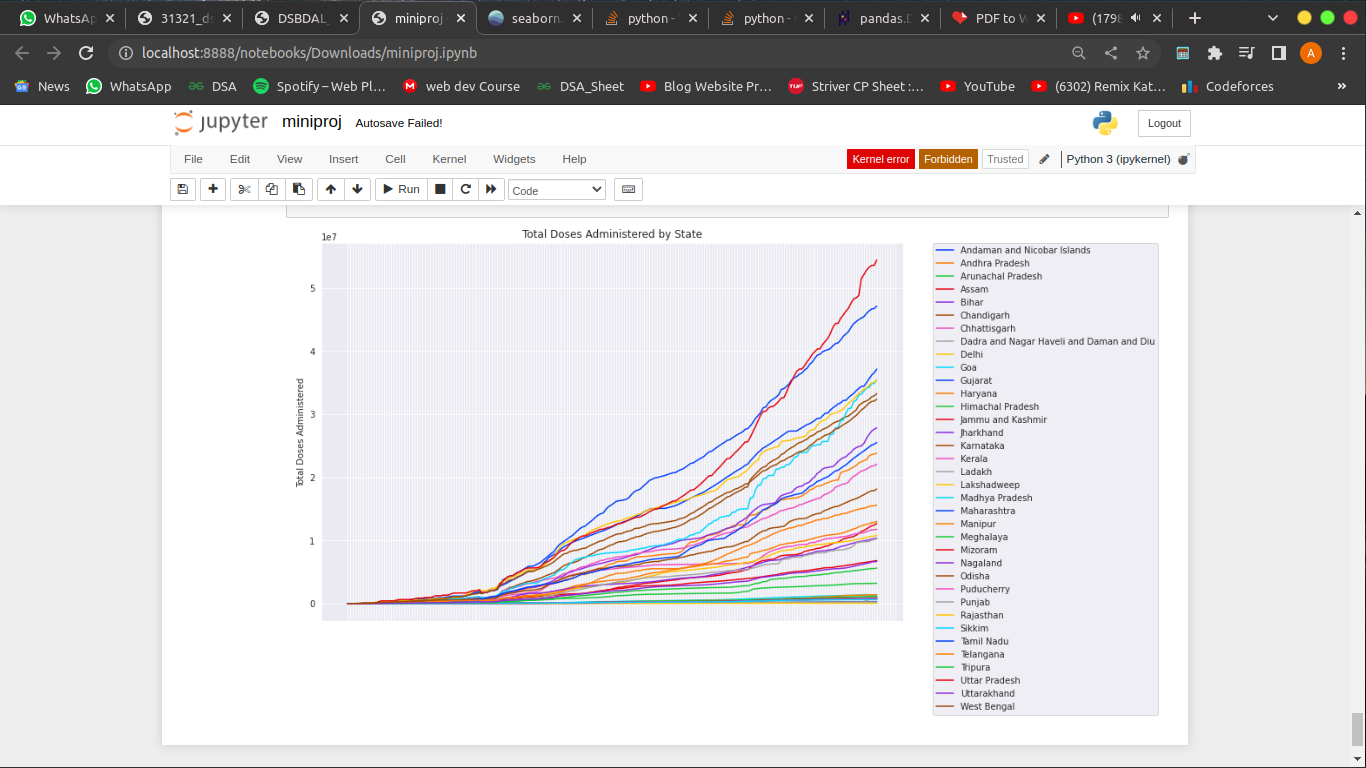 WhatsAp
31321_ds
DSBDAL_
miniproj
seaborn.
python -
python -
pandas.D
PDF to W
(1798
localhost:8888/notebooks/Downloads/miniproj.ipynb
A
News
WhatsApp
DSA
Spotify – Web Pl…
web dev Course
DSA_Sheet
Blog Website Pr…
Striver CP Sheet :…
YouTube
(6302) Remix Kat…
Codeforces
»
jupyter miniproj Autosave Failed!
Logout
File Edit View Insert Cell Kernel Widgets Help
Kernel error Forbidden Trusted Python 3 (ipykernel)
Run Code
Total Doses Administered by State
1e7
5
4
3
2
1
0
Total Doses Administered
Andaman and Nicobar Islands
Andhra Pradesh
Arunachal Pradesh
Assam
Bihar
Chandigarh
Chhattisgarh
Dadra and Nagar Haveli and Daman and Diu
Delhi
Goa
Gujarat
Haryana
Himachal Pradesh
Jammu and Kashmir
Jharkhand
Karnataka
Kerala
Ladakh
Lakshadweep
Madhya Pradesh
Maharashtra
Manipur
Meghalaya
Mizoram
Nagaland
Odisha
Puducherry
Punjab
Rajasthan
Sikkim
Tamil Nadu
Telangana
Tripura
Uttar Pradesh
Uttarakhand
West Bengal